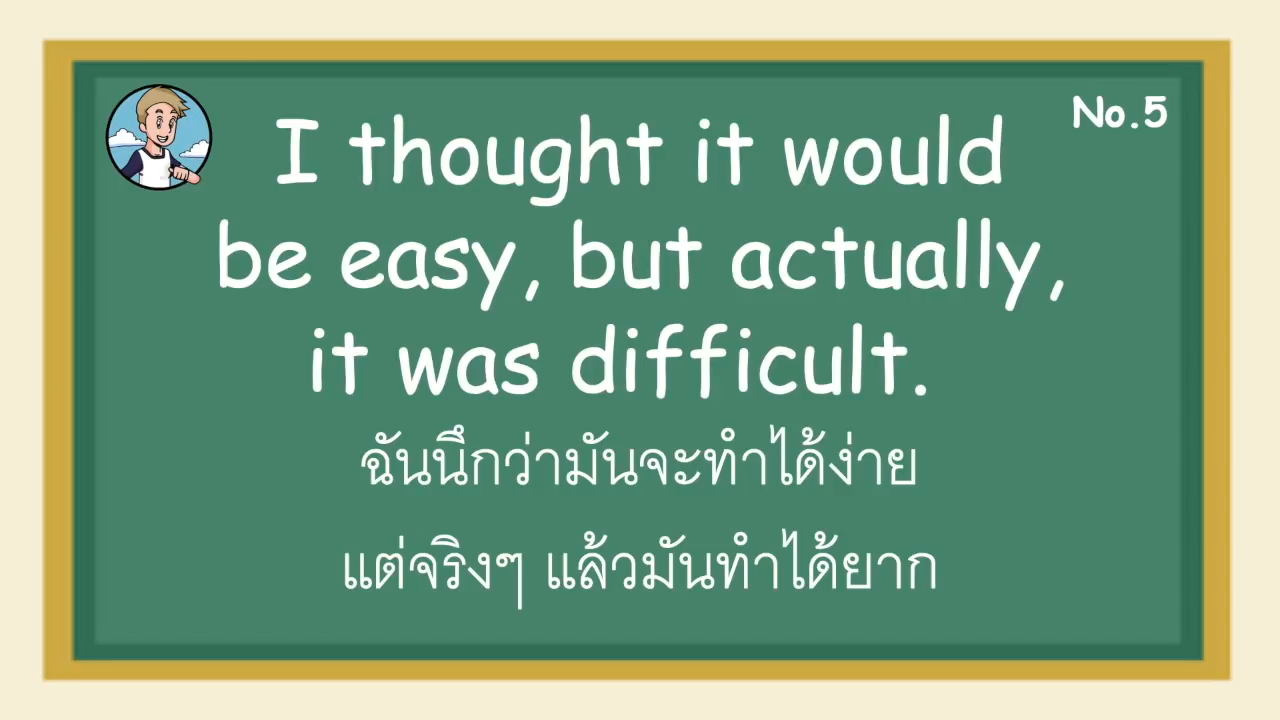 No.5
I thought it would
be easy, but actually,
it was difficult.
ฉันนึกว่ามันจะทำได้ง่าย
แต่จริงๆ แล้วมันทำได้ยาก